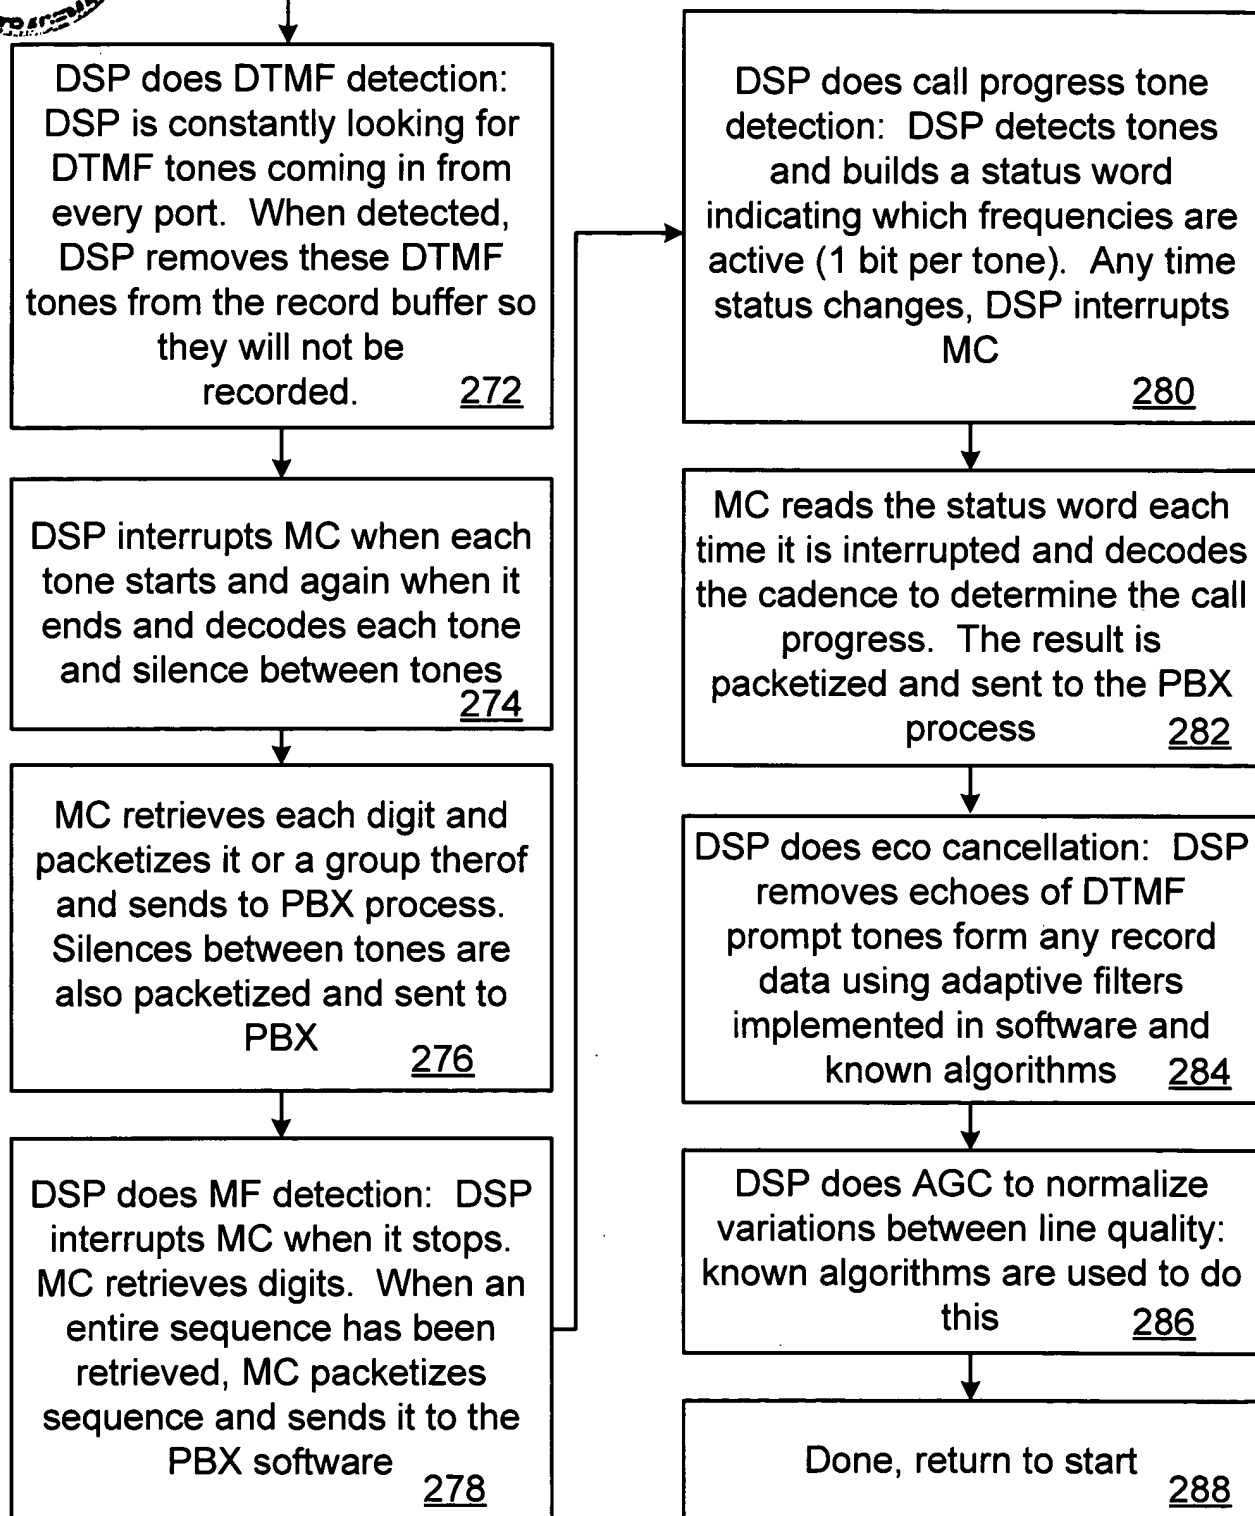 DSP does DTMF detection:
DSP is constantly looking for
DTMF tones coming in from
every port. When detected,
DSP removes these DTMF
tones from the record buffer so
they will not be
recorded. 272
DSP interrupts MC when each
tone starts and again when it
ends and decodes each tone
and silence between tones
274
MC retrieves each digit and
packetizes it or a group therof
and sends to PBX process.
Silences between tones are
also packetized and sent to
PBX 276
DSP does MF detection: DSP
interrupts MC when it stops.
MC retrieves digits. When an
entire sequence has been
retrieved, MC packetizes
sequence and sends it to the
PBX software
278
DSP does call progress tone
detection: DSP detects tones
and builds a status word
indicating which frequencies are
active (1 bit per tone). Any time
status changes, DSP interrupts
MC
280
MC reads the status word each
time it is interrupted and decodes
the cadence to determine the call
progress. The result is
packetized and sent to the PBX
process 282
DSP does eco cancellation: DSP
removes echoes of DTMF
prompt tones form any record
data using adaptive filters
implemented in software and
known algorithms 284
DSP does AGC to normalize
variations between line quality:
known algorithms are used to do
this 286
Done, return to start
288